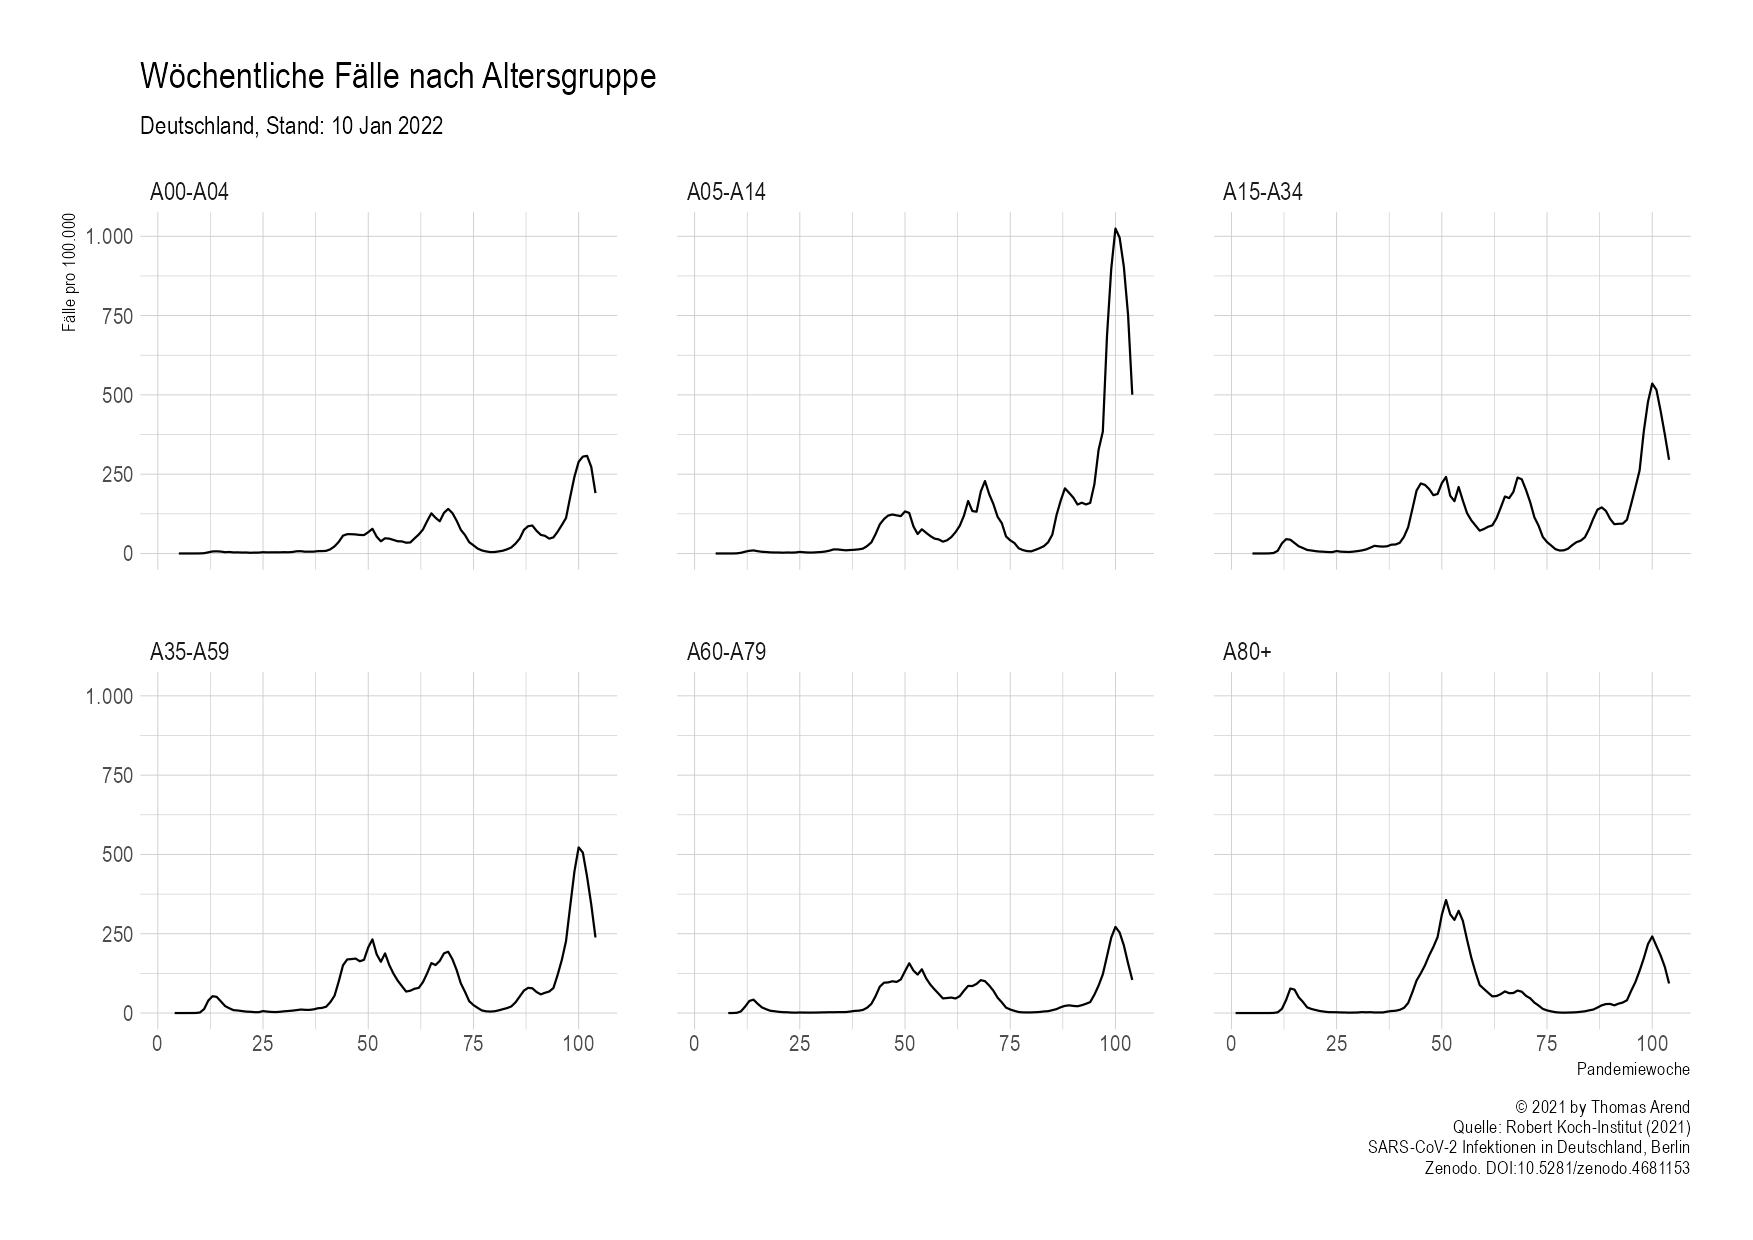 Wöchentliche Fälle nach Altersgruppe
Deutschland, Stand: 10 Jan 2022
A00-A04
A05-A14
A15-A34
Fälle pro 100.000
1.000
750
500
250
0
A35-A59
A60-A79
A80+
1.000
750
500
250
0
0 25 50 75 100
0 25 50 75 100
0 25 50 75 100
Pandemiewoche
© 2021 by Thomas Arend
Quelle: Robert Koch-Institut (2021)
SARS-CoV-2 Infektionen in Deutschland, Berlin
Zenodo. DOI:10.5281/zenodo.4681153